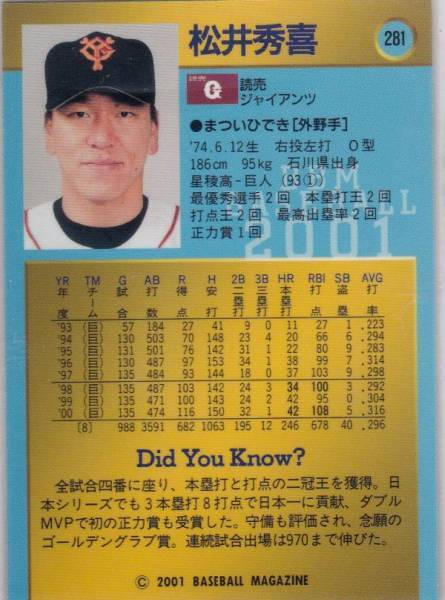 松井秀喜
281
読売
ジャイアンツ
●まついひでき[外野手]
'74.6.12生 右投左打 O型
186cm 95kg 石川県出身
星稜高-巨人(93①)
最優秀選手2回 本塁打王2回
打点王2回 最高出塁率2回
正力賞1回
BBM
BASEBALL
2001
YR TM G AB R H 2B 3B HR RBI SB AVG
年度 チーム 試合 打数 得点 安打 二塁打 三塁打 本塁打 打点 盗塁 打率
'93 (巨) 57 184 27 41 9 0 11 27 1 .223
'94 (巨) 130 503 70 148 23 4 20 66 6 .294
'95 (巨) 131 501 76 142 31 1 22 80 9 .283
'96 (巨) 130 487 97 153 34 1 38 99 7 .314
'97 (巨) 135 484 93 144 18 0 37 103 9 .298
'98 (巨) 135 487 103 142 24 3 34 100 3 .292
'99 (巨) 135 471 100 143 24 2 42 95 0 .304
'00 (巨) 135 474 116 150 32 1 42 108 5 .316
[8] 988 3591 682 1063 195 12 246 678 40 .296
Did You Know?
全試合四番に座り、本塁打と打点の二冠王を獲得。日
本シリーズでも3本塁打8打点で日本一に貢献、ダブル
MVPで初の正力賞も受賞した。守備も評価され、念願の
ゴールデングラブ賞。連続試合出場は970まで伸びた。
© 2001 BASEBALL MAGAZINE